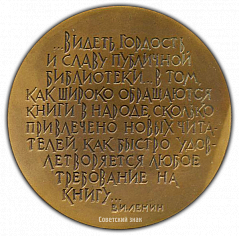 ...ВИДЕТЬ ГОРДОСТЬ
И СЛАВУ ПУБЛИЧНОЙ
БИБЛИОТЕКИ... В ТОМ,
КАК ШИРОКО ОБРАЩАЮТСЯ
КНИГИ В НАРОДЕ, СКОЛЬКО
ПРИВЛЕЧЕНО НОВЫХ ЧИТА-
ТЕЛЕЙ, КАК БЫСТРО УДОВ-
ЛЕТВОРЯЕТСЯ ЛЮБОЕ
ТРЕБОВАНИЕ НА
КНИГУ...
В.И.ЛЕНИН
Советский знак